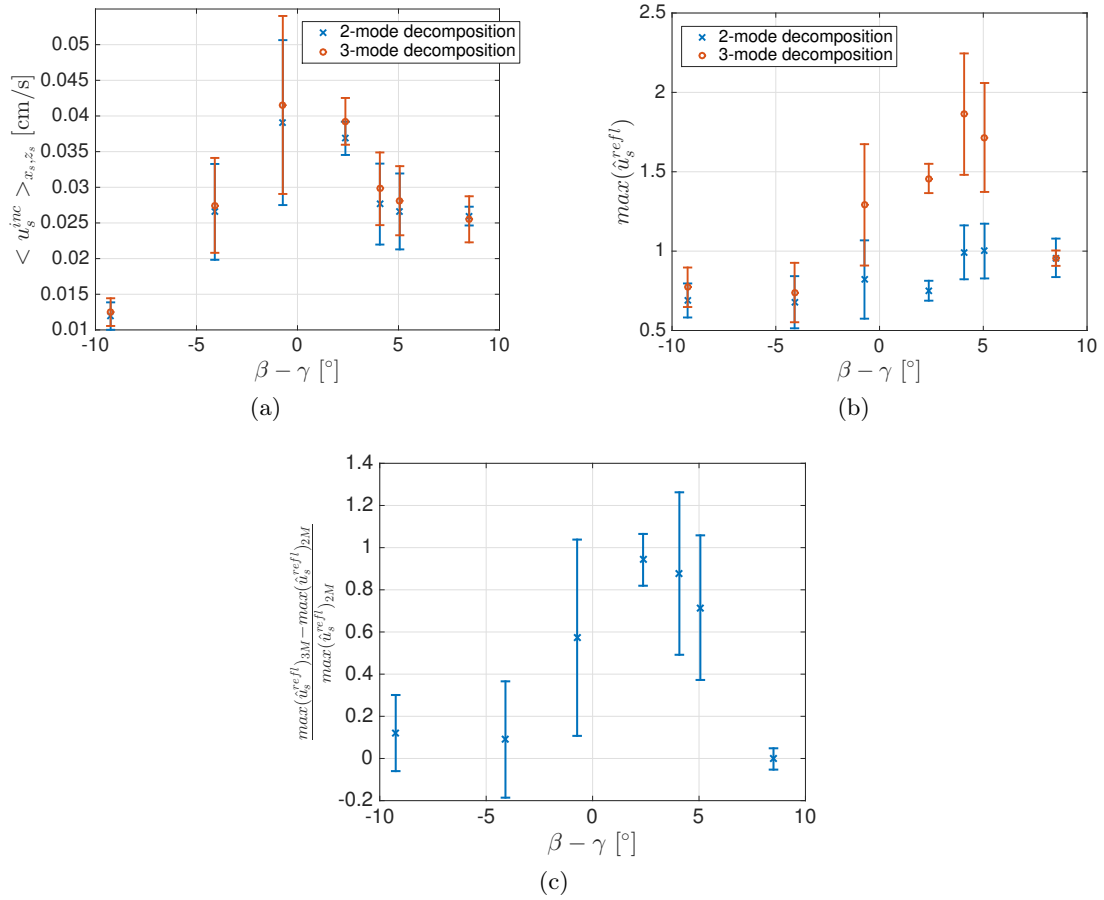 2-mode decomposition
3-mode decomposition
0.05
0.045
0.04
0.035
0.03
0.025
0.02
0.015
0.01
-10
-5
0
5
10
< u_s^{inc} >_{x_s,z_s} [cm/s]
β − γ [°]
(a)
2-mode decomposition
3-mode decomposition
2.5
2
1.5
1
0.5
-10
-5
0
5
10
max(û_s^{refl})
β − γ [°]
(b)
1.4
1.2
1
0.8
0.6
0.4
0.2
0
-0.2
-10
-5
0
5
10
max(û_s^{refl})_{3M}−max(û_s^{refl})_{2M}
max(û_s^{refl})_{2M}
β − γ [°]
(c)